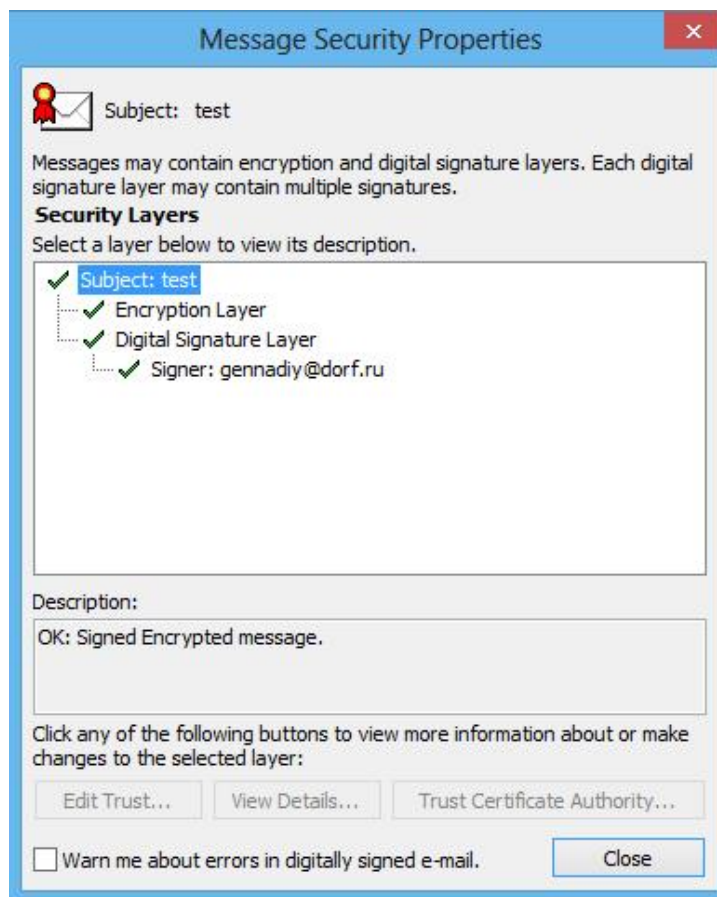 Message Security Properties
Subject: test
Messages may contain encryption and digital signature layers. Each digital
signature layer may contain multiple signatures.
Security Layers
Select a layer below to view its description.
Subject: test
Encryption Layer
Digital Signature Layer
Signer: gennadiy@dorf.ru
Description:
OK: Signed Encrypted message.
Click any of the following buttons to view more information about or make
changes to the selected layer:
Edit Trust... View Details... Trust Certificate Authority...
Warn me about errors in digitally signed e-mail. Close